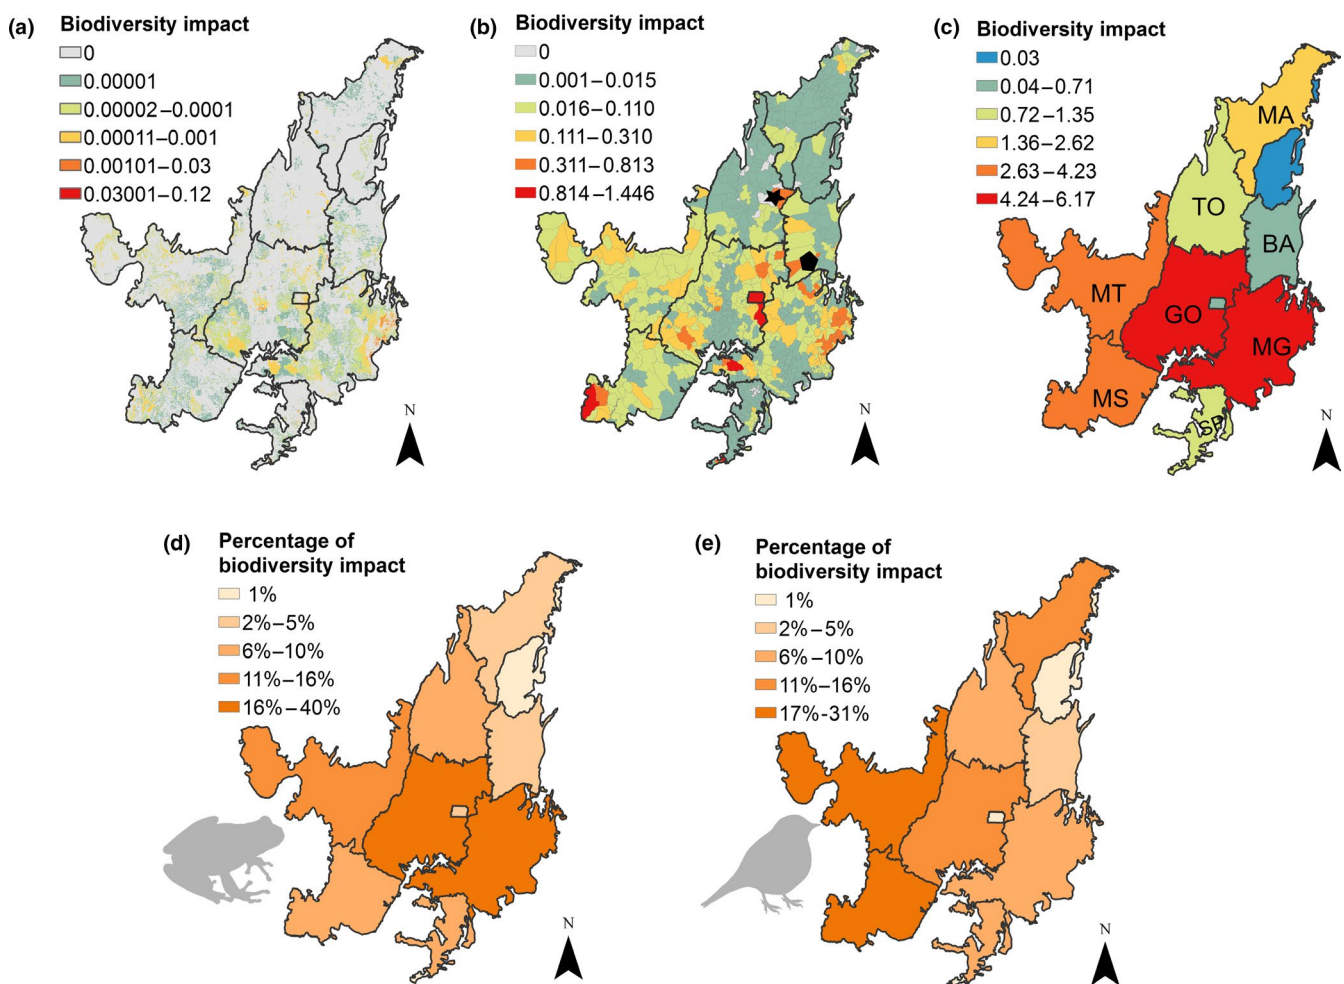 (a)
Biodiversity impact
0
0.00001
0.00002–0.0001
0.00011–0.001
0.00101–0.03
0.03001–0.12
N
(b)
Biodiversity impact
0
0.001–0.015
0.016–0.110
0.111–0.310
0.311–0.813
0.814–1.446
N
(c)
Biodiversity impact
0.03
0.04–0.71
0.72–1.35
1.36–2.62
2.63–4.23
4.24–6.17
MA
TO
BA
MT
GO
MG
MS
SP
N
(d)
Percentage of
biodiversity impact
1%
2%–5%
6%–10%
11%–16%
16%–40%
N
(e)
Percentage of
biodiversity impact
1%
2%–5%
6%–10%
11%–16%
17%-31%
N